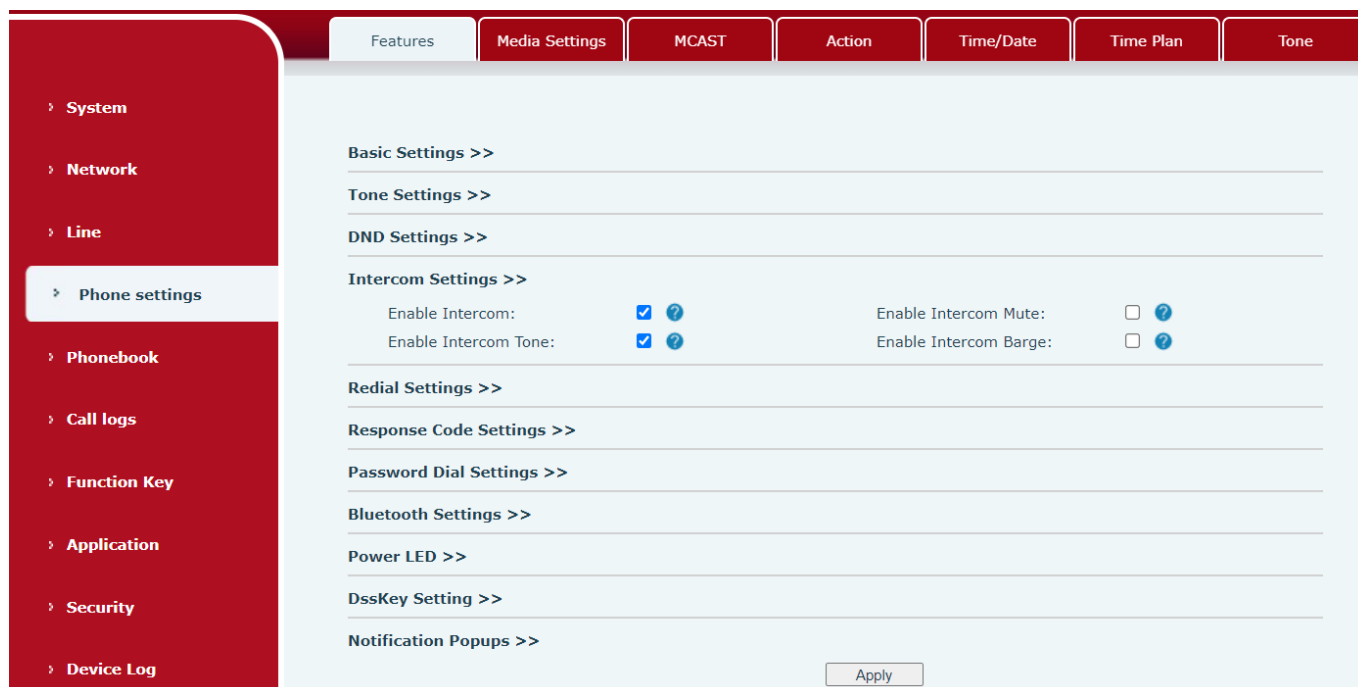 Features
Media Settings
MCAST
Action
Time/Date
Time Plan
Tone
System
Network
Line
Phone settings
Phonebook
Call logs
Function Key
Application
Security
Device Log
Basic Settings >>
Tone Settings >>
DND Settings >>
Intercom Settings >>
Enable Intercom: ? Enable Intercom Mute: ?
Enable Intercom Tone: ? Enable Intercom Barge: ?
Redial Settings >>
Response Code Settings >>
Password Dial Settings >>
Bluetooth Settings >>
Power LED >>
DssKey Setting >>
Notification Popups >>
Apply